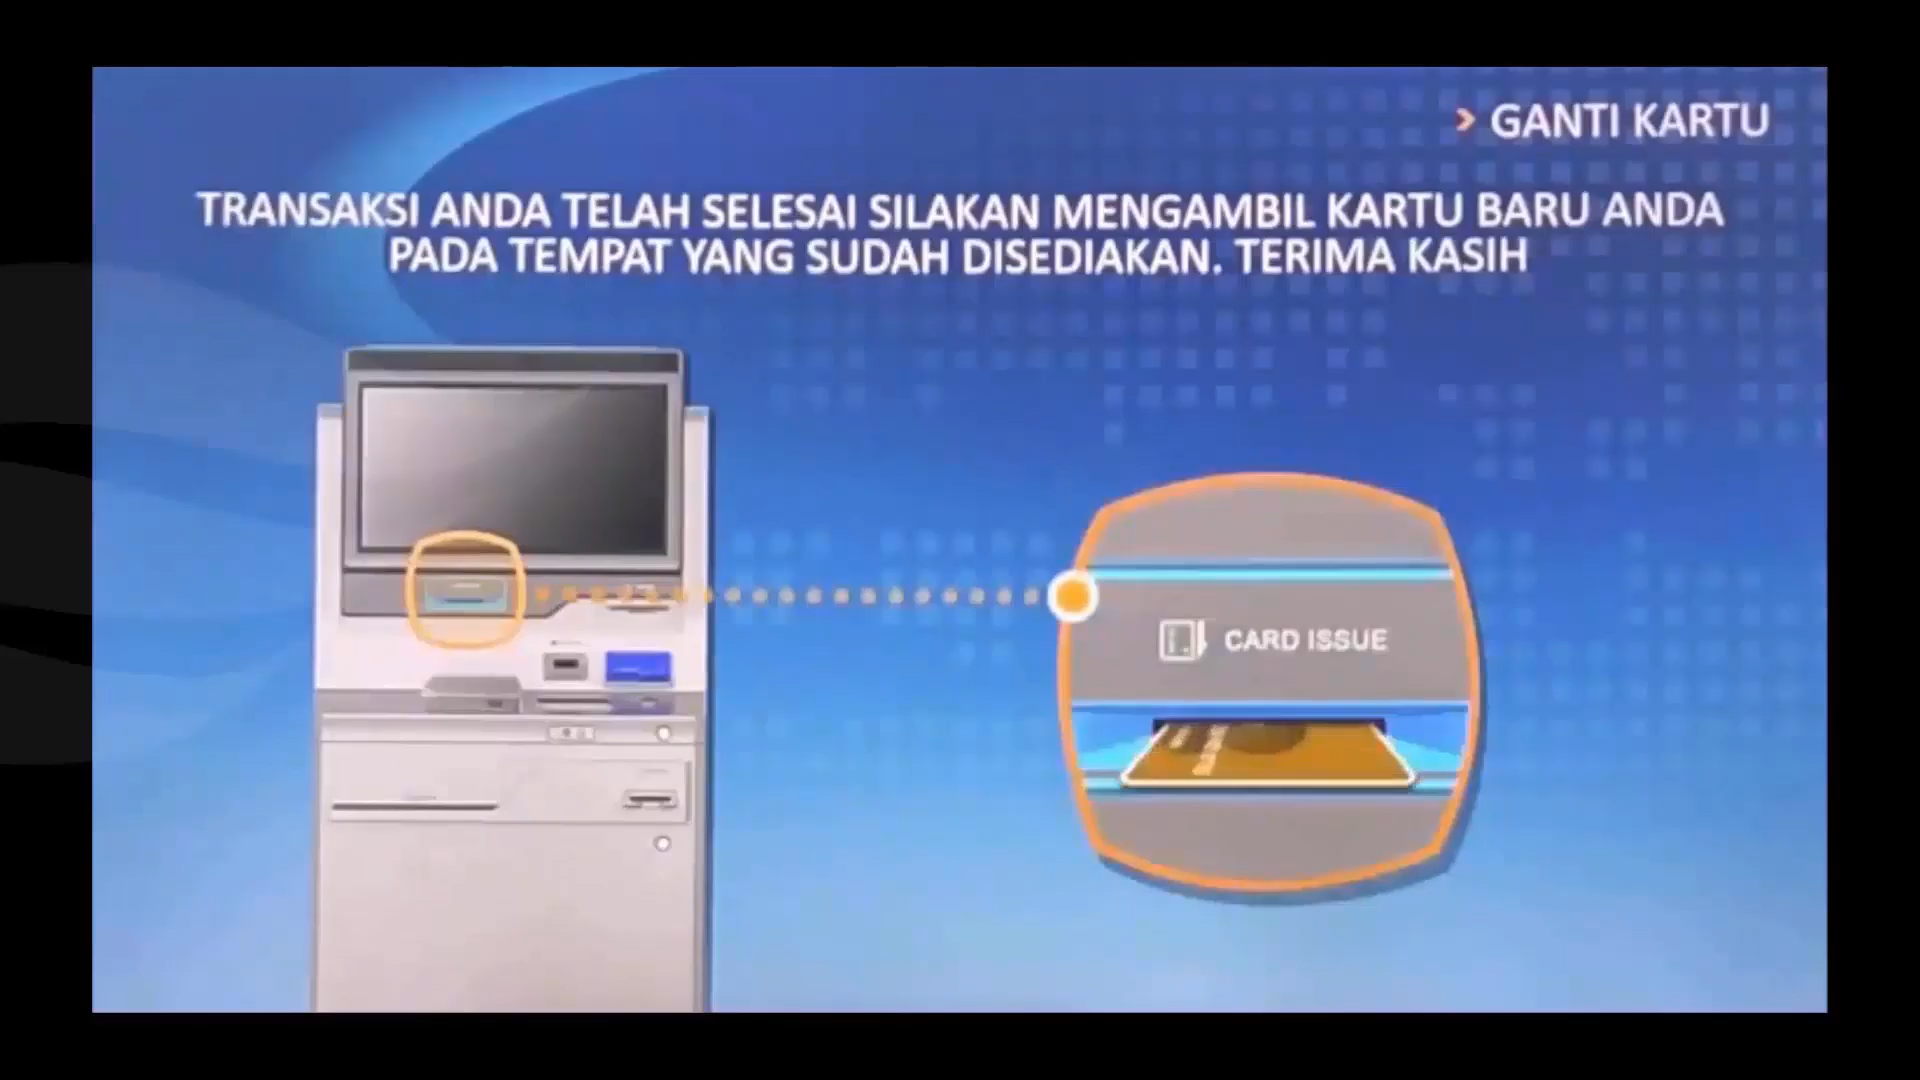 GANTI KARTU
TRANSAKSI ANDA TELAH SELESAI SILAKAN MENGAMBIL KARTU BARU ANDA
PADA TEMPAT YANG SUDAH DISEDIAKAN. TERIMA KASIH
CARD ISSUE